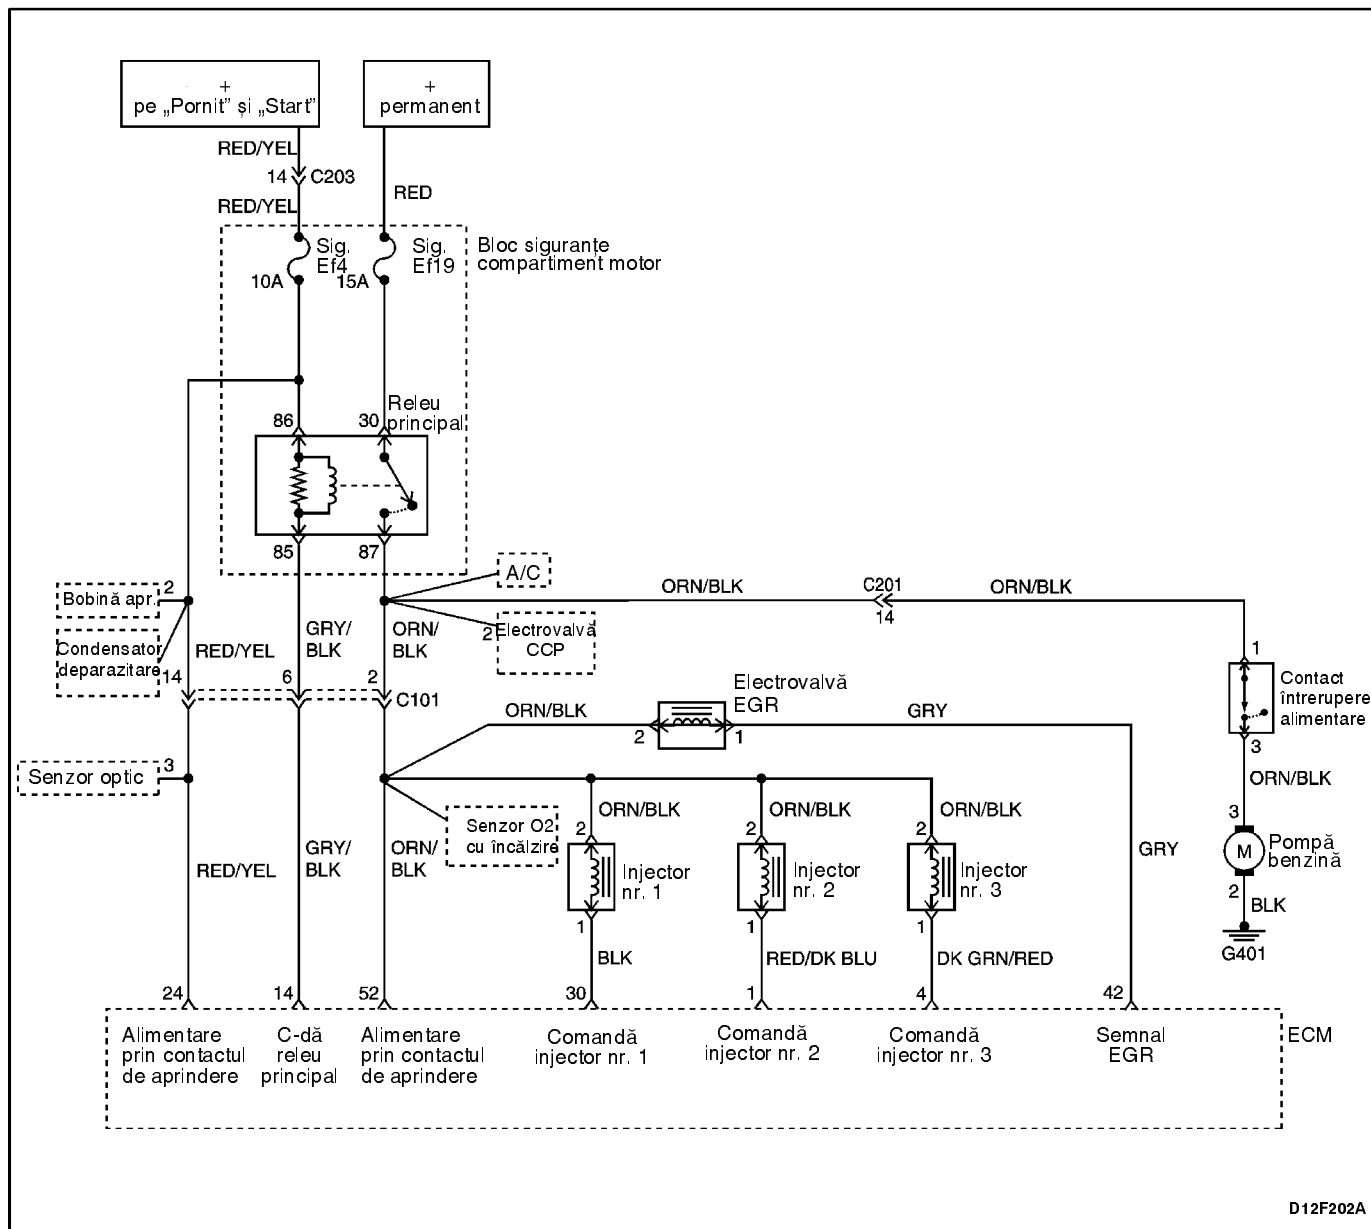 +
pe „Pornit” și „Start”
+
permanent
RED/YEL
14
C203
RED
RED/YEL
Sig.
Ef4
10A
Sig.
Ef19
15A
Bloc siguranțe
compartiment motor
Releu
principal
86
30
85
87
A/C
ORN/BLK
C201
14
ORN/BLK
2
Bobină apr.
Condensator
deparazitare
2
Electrovalvă
CCP
RED/YEL
GRY/
BLK
ORN/
BLK
14
6
2
C101
1
Contact
întrerupere
alimentare
3
Electrovalvă
EGR
ORN/BLK
2
1
GRY
3
Senzor optic
ORN/BLK
Senzor O2
cu încălzire
ORN/BLK
ORN/BLK
ORN/BLK
3
M
Pompă
benzină
2
BLK
G401
RED/YEL
GRY/
BLK
ORN/
BLK
2
Injector
nr. 1
1
2
Injector
nr. 2
1
2
Injector
nr. 3
1
GRY
BLK
RED/DK BLU
DK GRN/RED
24
14
52
30
1
4
42
Alimentare
prin contactul
de aprindere
C-dă
releu
principal
Alimentare
prin contactul
de aprindere
Comandă
injector nr. 1
Comandă
injector nr. 2
Comandă
injector nr. 3
Semnal
EGR
ECM
D12F202A